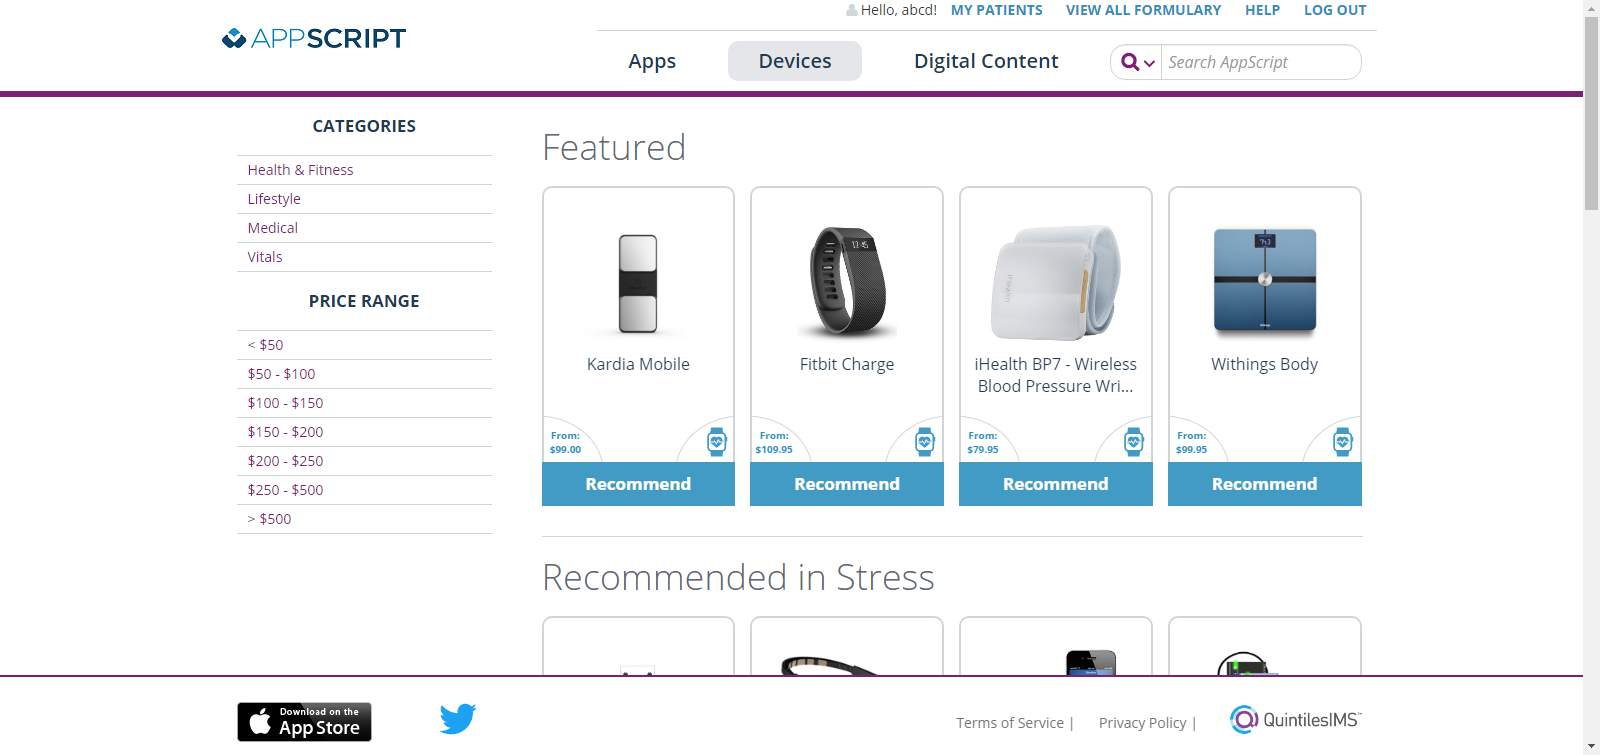 Hello, abcd! MY PATIENTS VIEW ALL FORMULARY HELP LOG OUT
APPSCRIPT
Apps Devices Digital Content Search AppScript
CATEGORIES
Health & Fitness
Lifestyle
Medical
Vitals
PRICE RANGE
< $50
$50 - $100
$100 - $150
$150 - $200
$200 - $250
$250 - $500
> $500
Featured
Kardia Mobile
From:
$99.00
Recommend
12:45
Fitbit Charge
From:
$109.95
Recommend
iHealth
iHealth BP7 - Wireless
Blood Pressure Wri...
From:
$79.95
Recommend
Withings Body
From:
$99.95
Recommend
Recommended in Stress
Download on the
App Store
Terms of Service |
Privacy Policy |
QuintilesIMS™